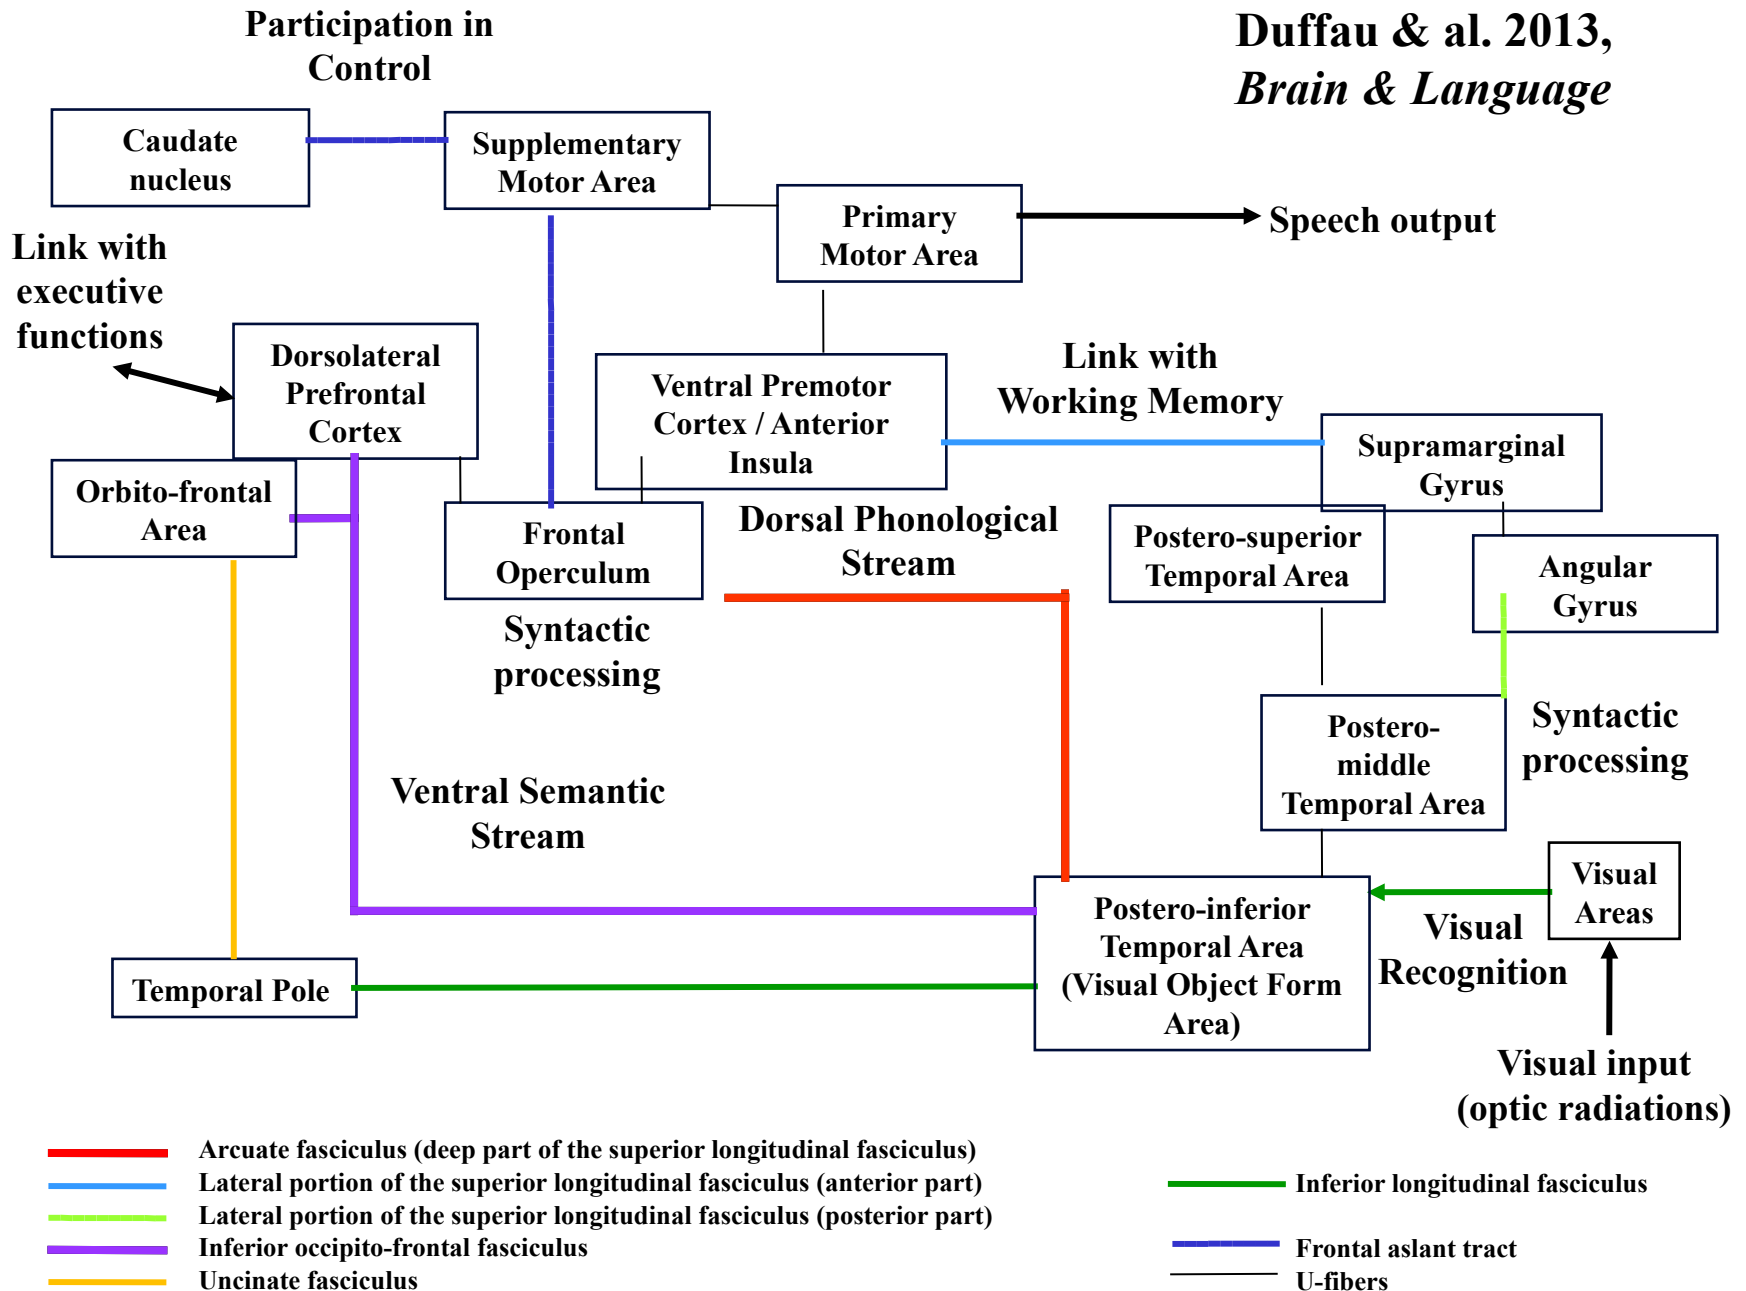 Participation in
Control
Duffau & al. 2013,
Brain & Language
Caudate
nucleus
Supplementary
Motor Area
Primary
Motor Area
Speech output
Link with
executive
functions
Dorsolateral
Prefrontal
Cortex
Ventral Premotor
Cortex / Anterior
Insula
Link with
Working Memory
Supramarginal
Gyrus
Orbito-frontal
Area
Frontal
Operculum
Dorsal Phonological
Stream
Postero-superior
Temporal Area
Angular
Gyrus
Syntactic
processing
Postero-
middle
Temporal Area
Syntactic
processing
Ventral Semantic
Stream
Visual
Areas
Postero-inferior
Temporal Area
(Visual Object Form
Area)
Visual
Recognition
Temporal Pole
Visual input
(optic radiations)
Arcuate fasciculus (deep part of the superior longitudinal fasciculus)
Lateral portion of the superior longitudinal fasciculus (anterior part)
Lateral portion of the superior longitudinal fasciculus (posterior part)
Inferior occipito-frontal fasciculus
Uncinate fasciculus
Inferior longitudinal fasciculus
Frontal aslant tract
U-fibers